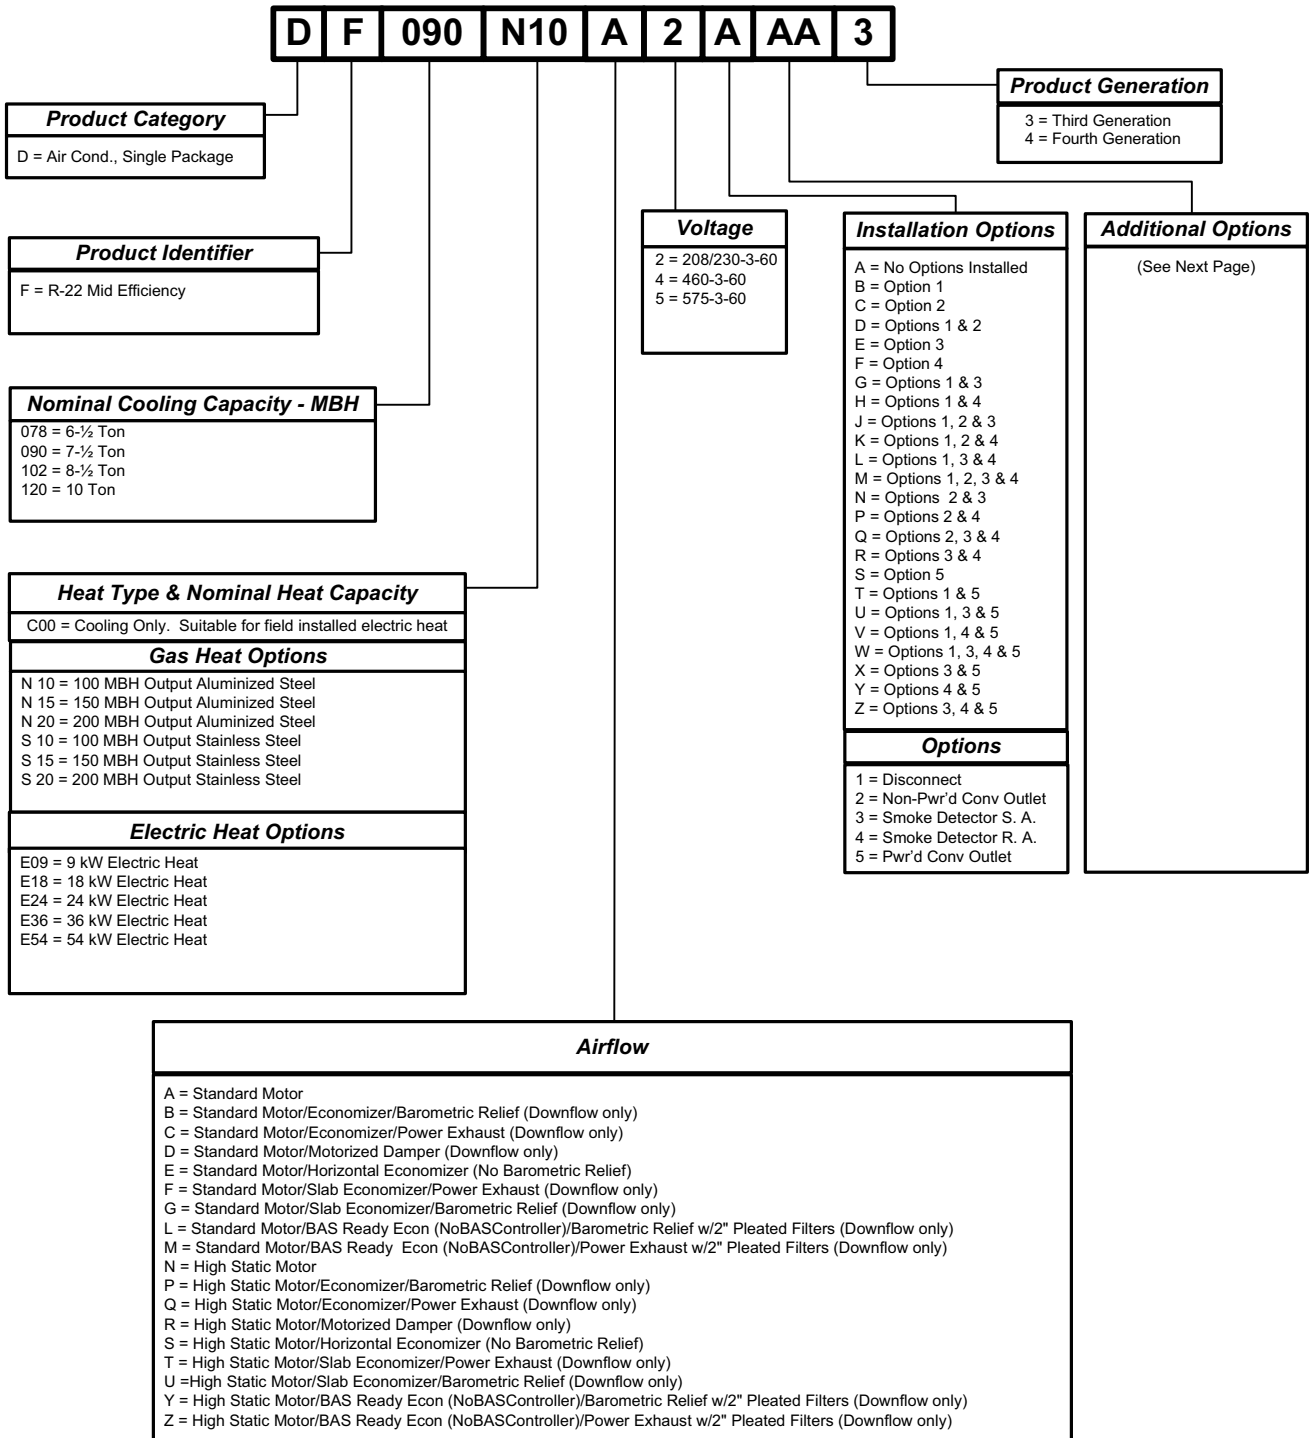 D F 090 N10 A 2 A AA 3
Product Generation
3 = Third Generation
4 = Fourth Generation
Product Category
D = Air Cond., Single Package
Product Identifier
F = R-22 Mid Efficiency
Voltage
2 = 208/230-3-60
4 = 460-3-60
5 = 575-3-60
Installation Options
A = No Options Installed
B = Option 1
C = Option 2
D = Options 1 & 2
E = Option 3
F = Option 4
G = Options 1 & 3
H = Options 1 & 4
J = Options 1, 2 & 3
K = Options 1, 2 & 4
L = Options 1, 3 & 4
M = Options 1, 2, 3 & 4
N = Options 2 & 3
P = Options 2 & 4
Q = Options 2, 3 & 4
R = Options 3 & 4
S = Option 5
T = Options 1 & 5
U = Options 1, 3 & 5
V = Options 1, 4 & 5
W = Options 1, 3, 4 & 5
X = Options 3 & 5
Y = Options 4 & 5
Z = Options 3, 4 & 5
Options
1 = Disconnect
2 = Non-Pwr'd Conv Outlet
3 = Smoke Detector S. A.
4 = Smoke Detector R. A.
5 = Pwr'd Conv Outlet
Additional Options
(See Next Page)
Nominal Cooling Capacity - MBH
078 = 6-½ Ton
090 = 7-½ Ton
102 = 8-½ Ton
120 = 10 Ton
Heat Type & Nominal Heat Capacity
C00 = Cooling Only. Suitable for field installed electric heat
Gas Heat Options
N 10 = 100 MBH Output Aluminized Steel
N 15 = 150 MBH Output Aluminized Steel
N 20 = 200 MBH Output Aluminized Steel
S 10 = 100 MBH Output Stainless Steel
S 15 = 150 MBH Output Stainless Steel
S 20 = 200 MBH Output Stainless Steel
Electric Heat Options
E09 = 9 kW Electric Heat
E18 = 18 kW Electric Heat
E24 = 24 kW Electric Heat
E36 = 36 kW Electric Heat
E54 = 54 kW Electric Heat
Airflow
A = Standard Motor
B = Standard Motor/Economizer/Barometric Relief (Downflow only)
C = Standard Motor/Economizer/Power Exhaust (Downflow only)
D = Standard Motor/Motorized Damper (Downflow only)
E = Standard Motor/Horizontal Economizer (No Barometric Relief)
F = Standard Motor/Slab Economizer/Power Exhaust (Downflow only)
G = Standard Motor/Slab Economizer/Barometric Relief (Downflow only)
L = Standard Motor/BAS Ready Econ (NoBASController)/Barometric Relief w/2" Pleated Filters (Downflow only)
M = Standard Motor/BAS Ready Econ (NoBASController)/Power Exhaust w/2" Pleated Filters (Downflow only)
N = High Static Motor
P = High Static Motor/Economizer/Barometric Relief (Downflow only)
Q = High Static Motor/Economizer/Power Exhaust (Downflow only)
R = High Static Motor/Motorized Damper (Downflow only)
S = High Static Motor/Horizontal Economizer (No Barometric Relief)
T = High Static Motor/Slab Economizer/Power Exhaust (Downflow only)
U =High Static Motor/Slab Economizer/Barometric Relief (Downflow only)
Y = High Static Motor/BAS Ready Econ (NoBASController)/Barometric Relief w/2" Pleated Filters (Downflow only)
Z = High Static Motor/BAS Ready Econ (NoBASController)/Power Exhaust w/2" Pleated Filters (Downflow only)